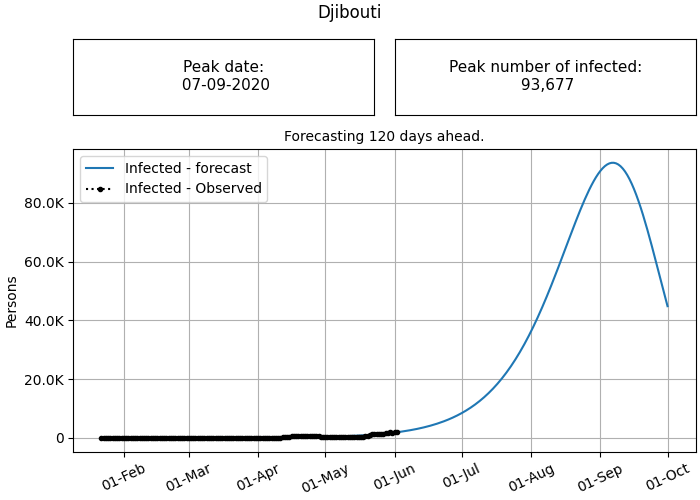 Djibouti
Peak date:
07-09-2020
Peak number of infected:
93,677
Forecasting 120 days ahead.
Infected - forecast
Infected - Observed
80.0K
60.0K
40.0K
20.0K
0
Persons
01-Feb
01-Mar
01-Apr
01-May
01-Jun
01-Jul
01-Aug
01-Sep
01-Oct